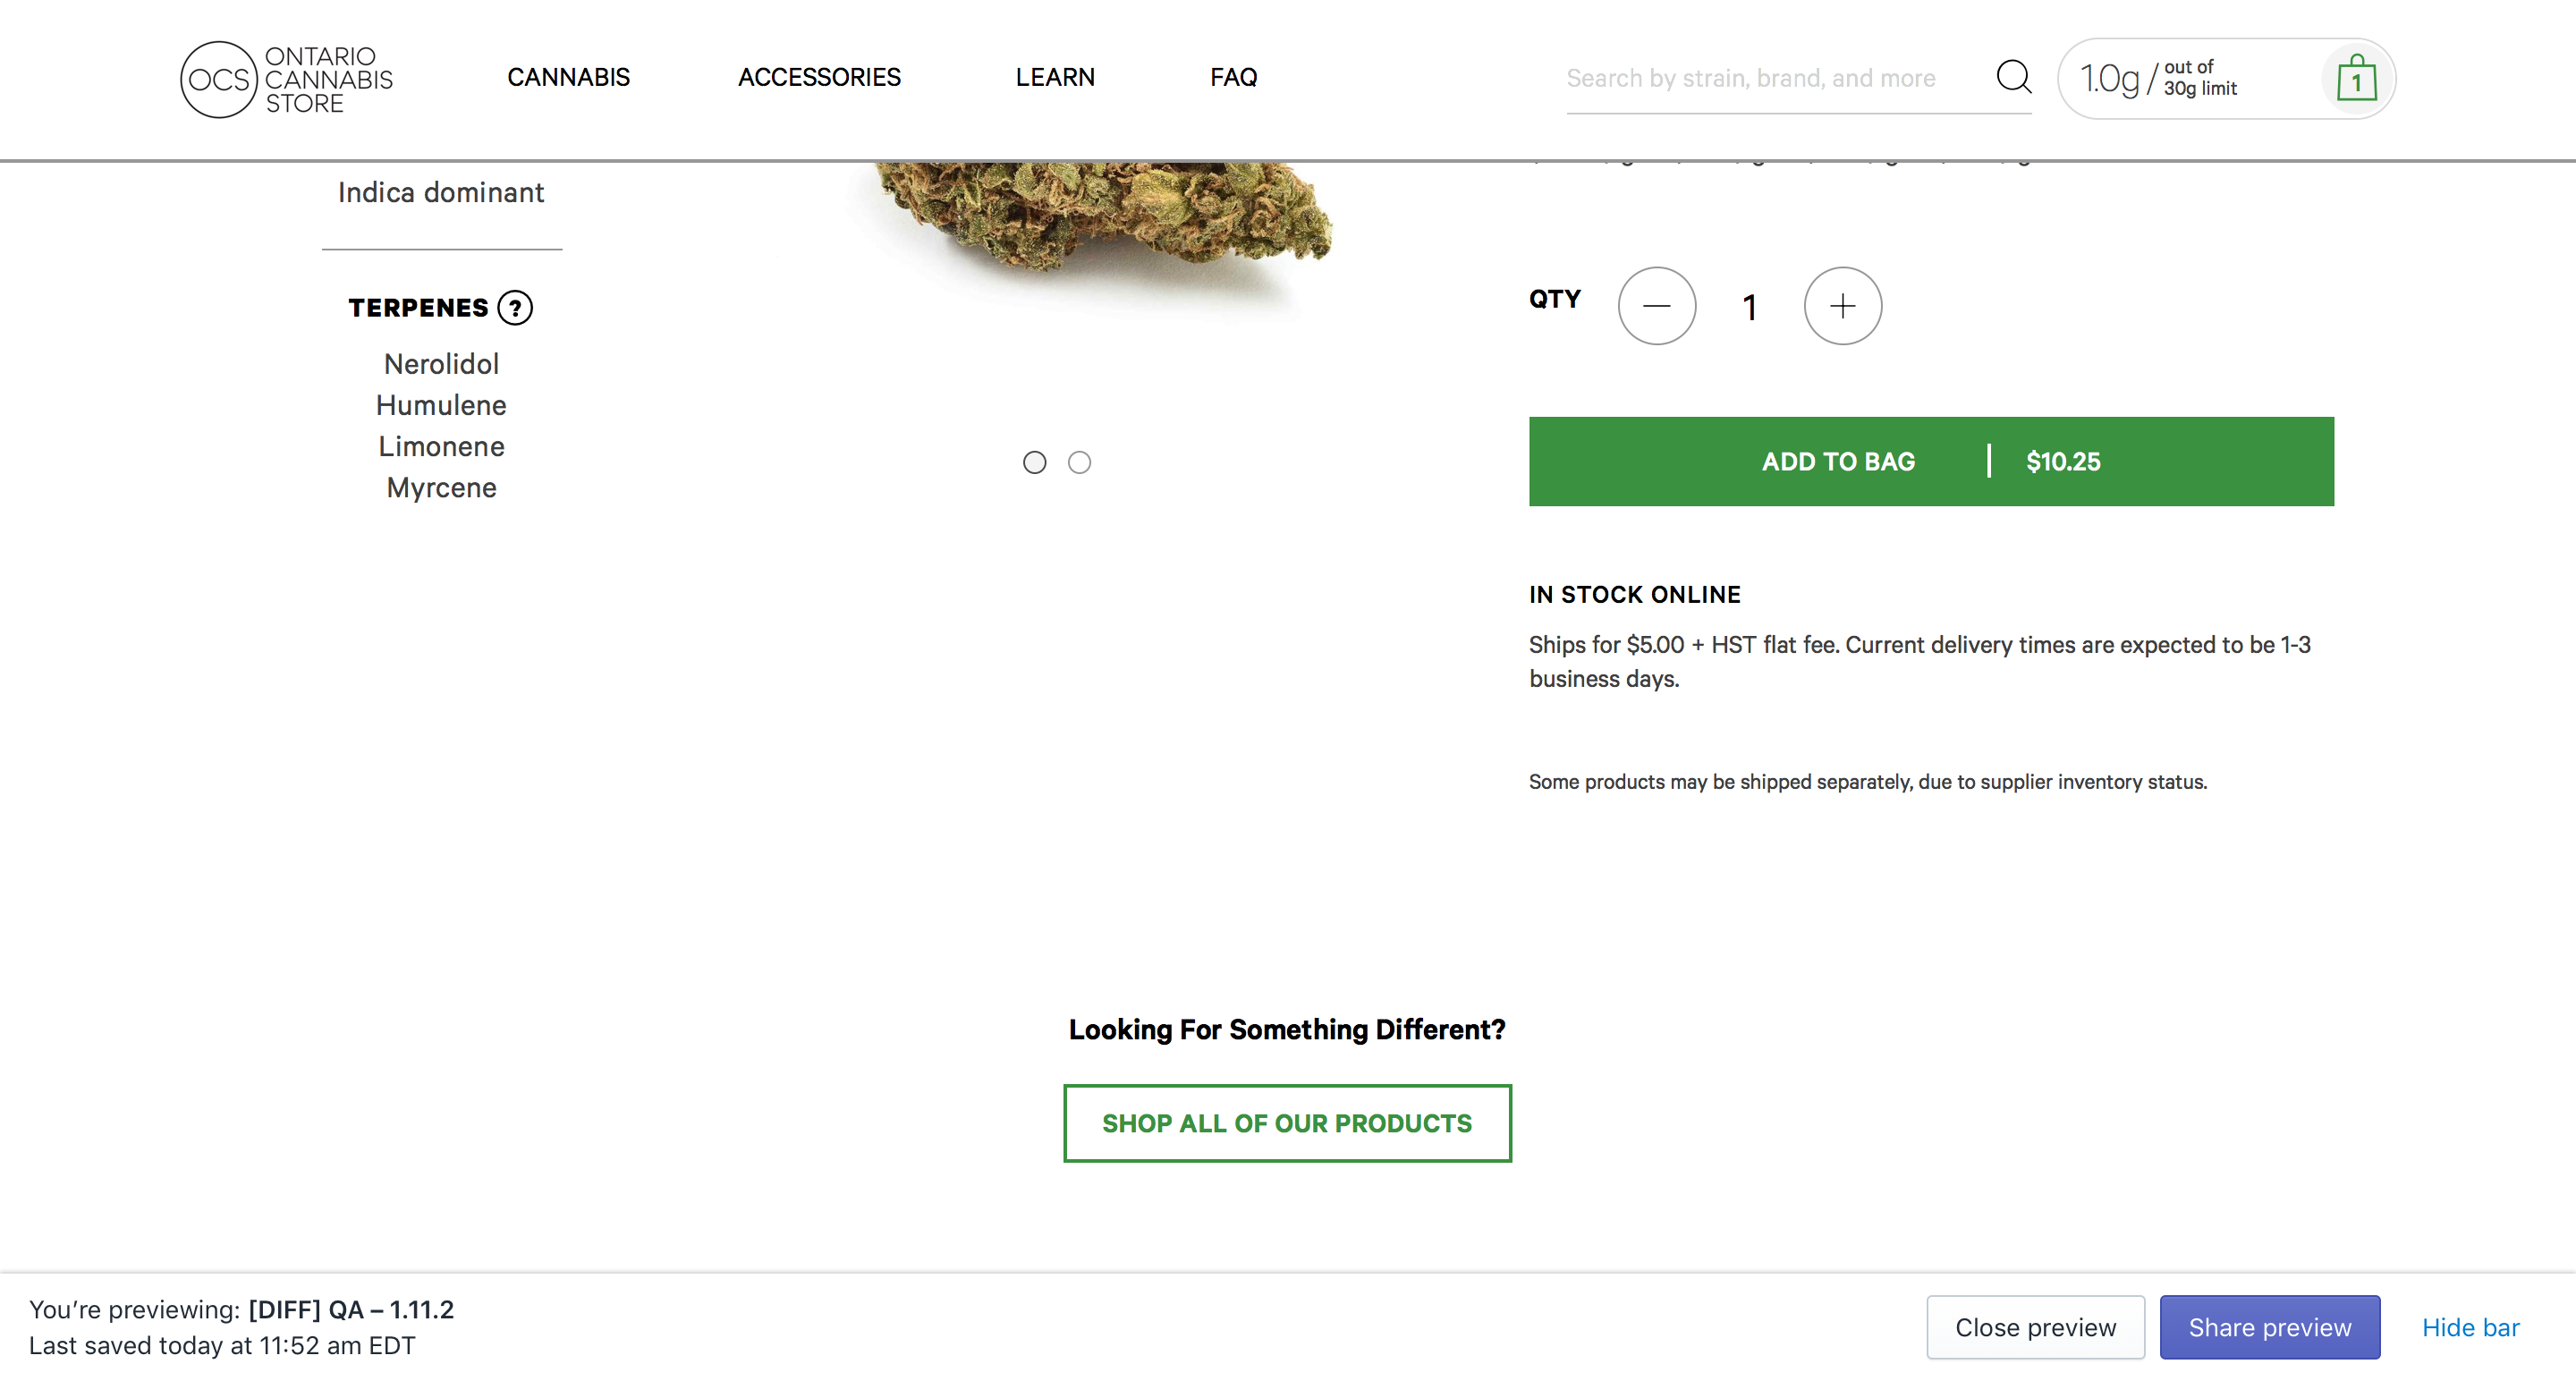 OCS
ONTARIO
CANNABIS
STORE
CANNABIS
ACCESSORIES
LEARN
FAQ
Search by strain, brand, and more
1.0g / out of
30g limit
1
Indica dominant
TERPENES ?
Nerolidol
Humulene
Limonene
Myrcene
QTY
1
ADD TO BAG | $10.25
IN STOCK ONLINE
Ships for $5.00 + HST flat fee. Current delivery times are expected to be 1-3
business days.
Some products may be shipped separately, due to supplier inventory status.
Looking For Something Different?
SHOP ALL OF OUR PRODUCTS
You’re previewing: [DIFF] QA – 1.11.2
Last saved today at 11:52 am EDT
Close preview
Share preview
Hide bar